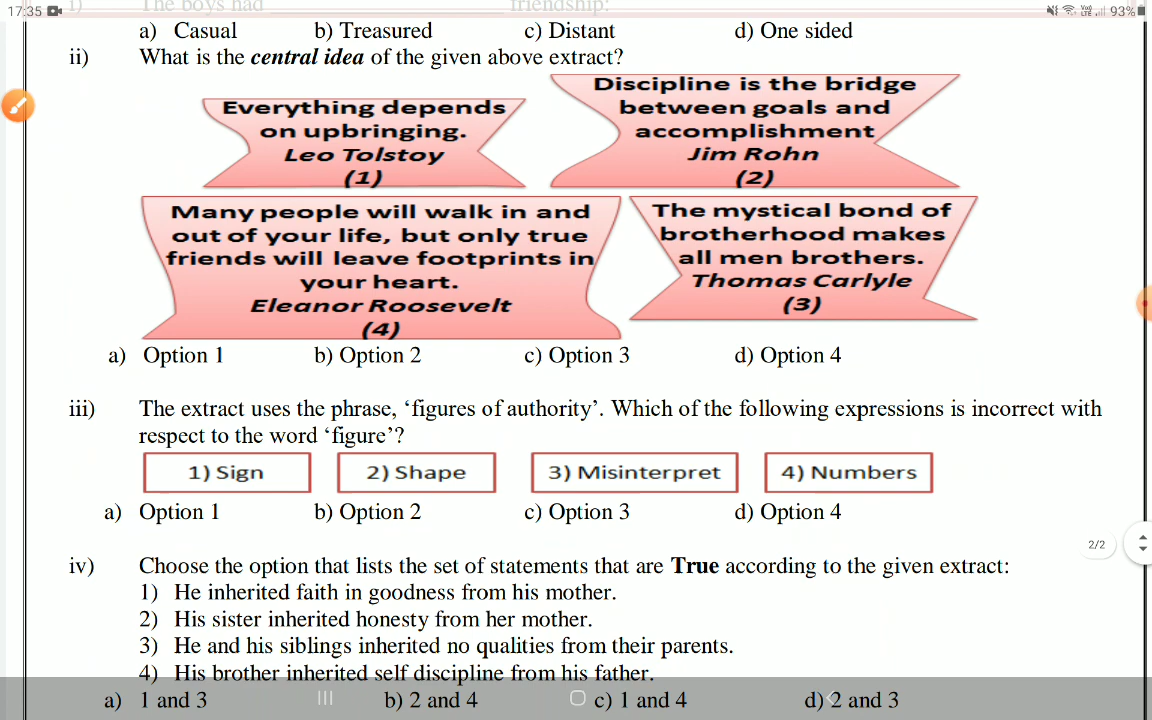 17:35
93%
i) The boys had friendship:
a) Casual b) Treasured c) Distant d) One sided
ii) What is the central idea of the given above extract?
Everything depends
on upbringing.
Leo Tolstoy
(1)
Discipline is the bridge
between goals and
accomplishment
Jim Rohn
(2)
Many people will walk in and
out of your life, but only true
friends will leave footprints in
your heart.
Eleanor Roosevelt
(4)
The mystical bond of
brotherhood makes
all men brothers.
Thomas Carlyle
(3)
a) Option 1 b) Option 2 c) Option 3 d) Option 4
iii) The extract uses the phrase, ‘figures of authority’. Which of the following expressions is incorrect with
respect to the word ‘figure’?
1) Sign 2) Shape 3) Misinterpret 4) Numbers
a) Option 1 b) Option 2 c) Option 3 d) Option 4
2/2
iv) Choose the option that lists the set of statements that are True according to the given extract:
1) He inherited faith in goodness from his mother.
2) His sister inherited honesty from her mother.
3) He and his siblings inherited no qualities from their parents.
4) His brother inherited self discipline from his father.
a) 1 and 3 b) 2 and 4 c) 1 and 4 d) 2 and 3